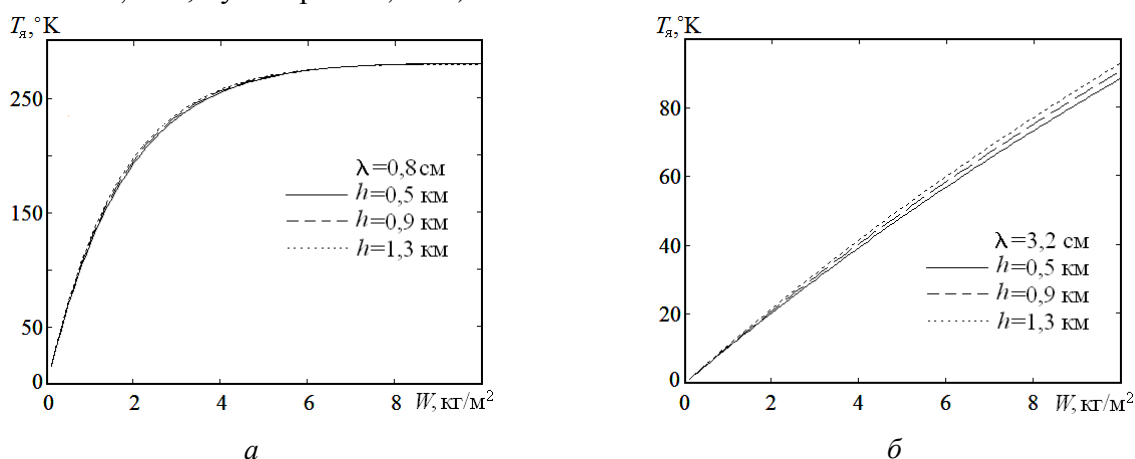 Tя,°K
250
150
50
0
0 2 4 6 8 W, кг/м²
λ=0,8 см
h=0,5 км
h=0,9 км
h=1,3 км
а
Tя,°K
80
60
40
20
0
0 2 4 6 8 W, кг/м²
λ=3,2 см
h=0,5 км
h=0,9 км
h=1,3 км
б